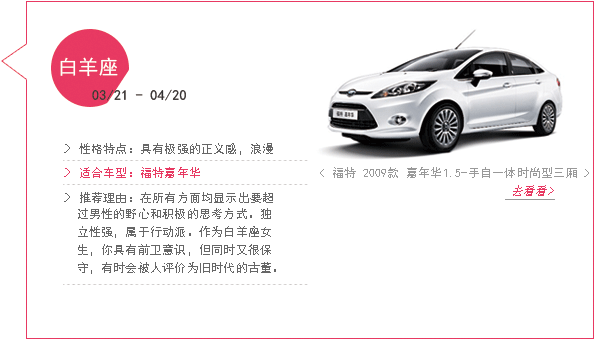 白羊座
03/21 - 04/20
> 性格特点：具有极强的正义感，浪漫
> 适合车型：福特嘉年华
> 推荐理由：在所有方面均显示出要超
过男性的野心和积极的思考方式。独
立性强，属于行动派。作为白羊座女
生，你具有前卫意识，但同时又很保
守，有时会被人评价为旧时代的古董。
< 福特 2009款 嘉年华1.5-手自一体时尚型三厢 >
去看看>